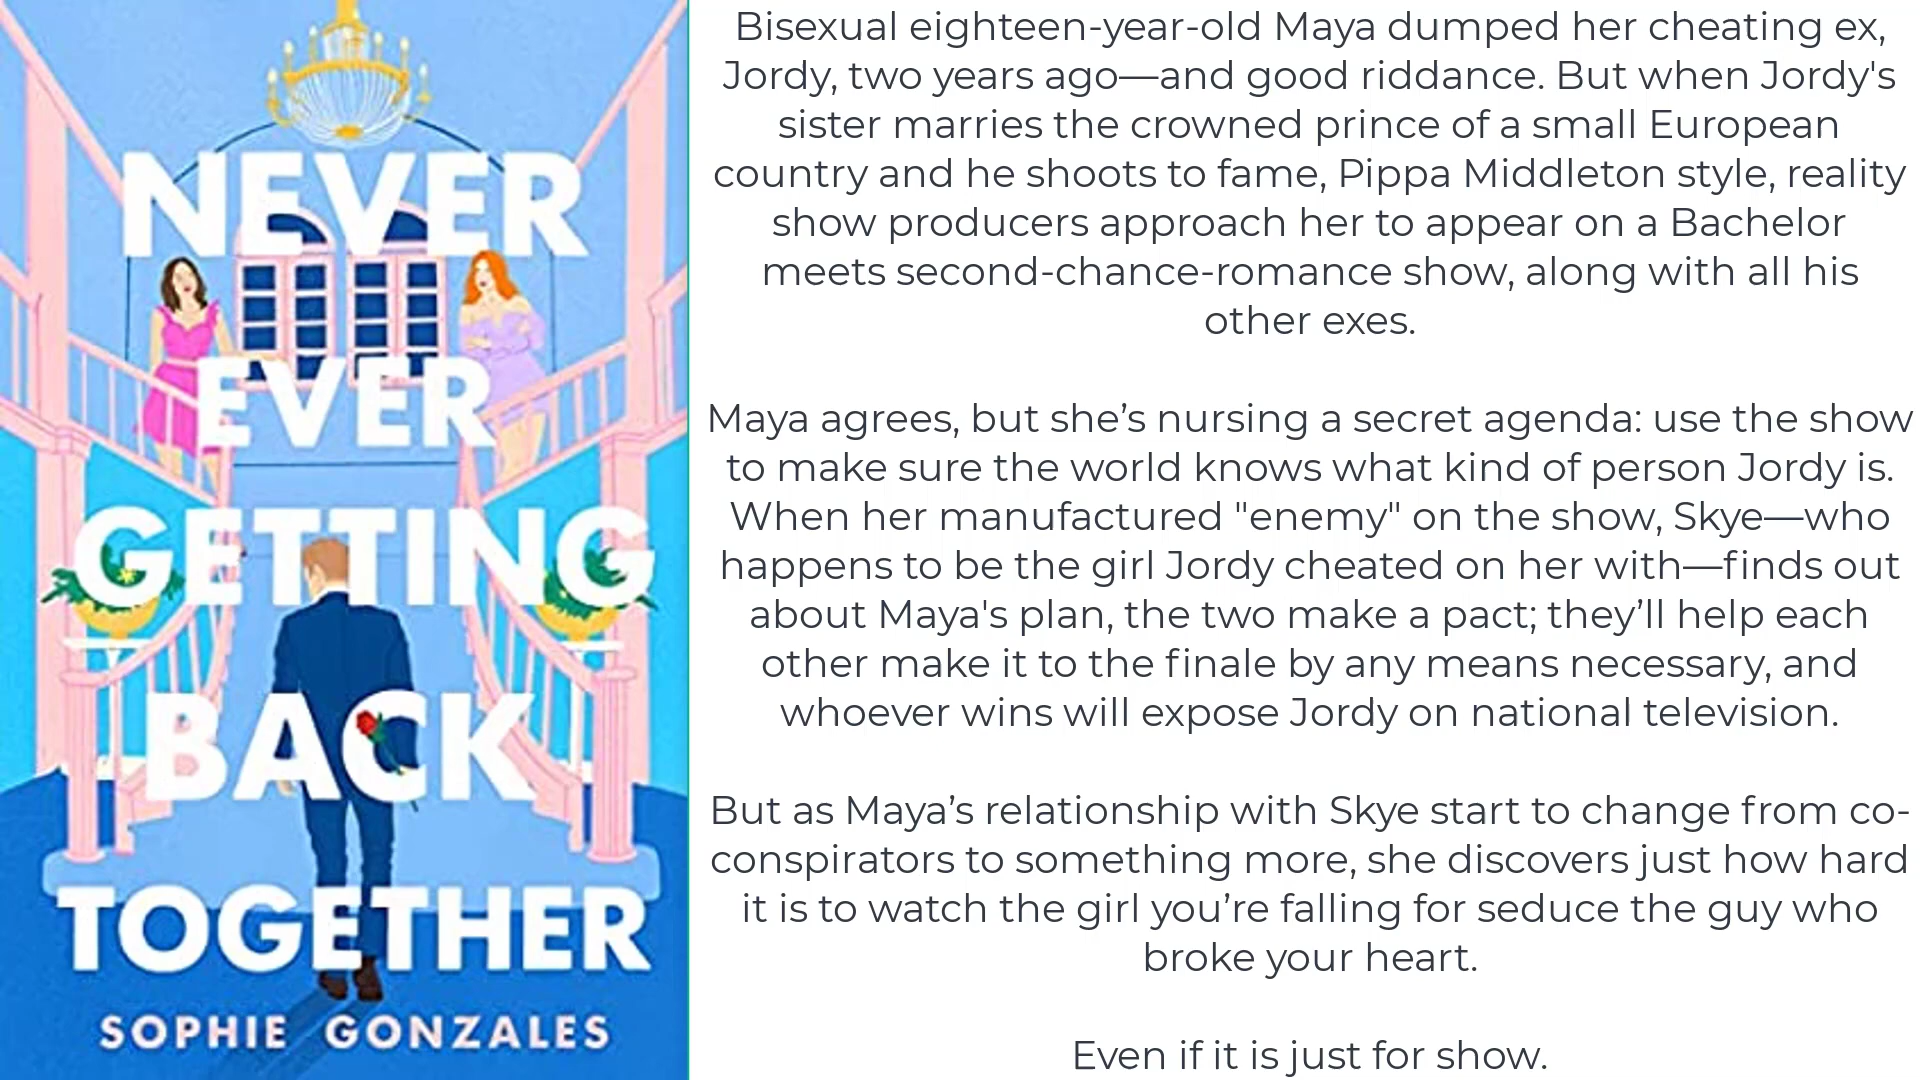 NEVER
EVER
GETTING
BACK
TOGETHER
SOPHIE GONZALES
Bisexual eighteen-year-old Maya dumped her cheating ex,
Jordy, two years ago—and good riddance. But when Jordy's
sister marries the crowned prince of a small European
country and he shoots to fame, Pippa Middleton style, reality
show producers approach her to appear on a Bachelor
meets second-chance-romance show, along with all his
other exes.
Maya agrees, but she’s nursing a secret agenda: use the show
to make sure the world knows what kind of person Jordy is.
When her manufactured "enemy" on the show, Skye—who
happens to be the girl Jordy cheated on her with—finds out
about Maya's plan, the two make a pact; they’ll help each
other make it to the finale by any means necessary, and
whoever wins will expose Jordy on national television.
But as Maya’s relationship with Skye start to change from co-
conspirators to something more, she discovers just how hard
it is to watch the girl you’re falling for seduce the guy who
broke your heart.
Even if it is just for show.